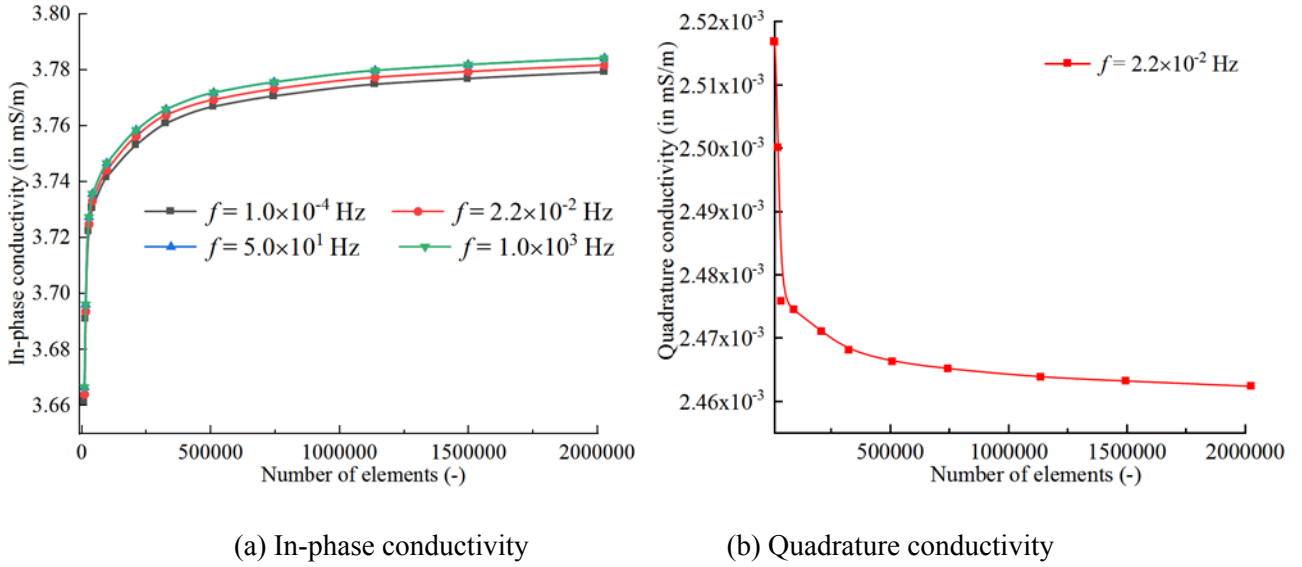 In-phase conductivity (in mS/m)
3.80
3.78
3.76
3.74
3.72
3.70
3.68
3.66
f = 1.0×10⁻⁴ Hz
f = 2.2×10⁻² Hz
f = 5.0×10¹ Hz
f = 1.0×10³ Hz
0 500000 1000000 1500000 2000000
Number of elements (-)
Quadrature conductivity (in mS/m)
2.52x10⁻³
2.51x10⁻³
2.50x10⁻³
2.49x10⁻³
2.48x10⁻³
2.47x10⁻³
2.46x10⁻³
f = 2.2×10⁻² Hz
500000 1000000 1500000 2000000
Number of elements (-)
(a) In-phase conductivity
(b) Quadrature conductivity